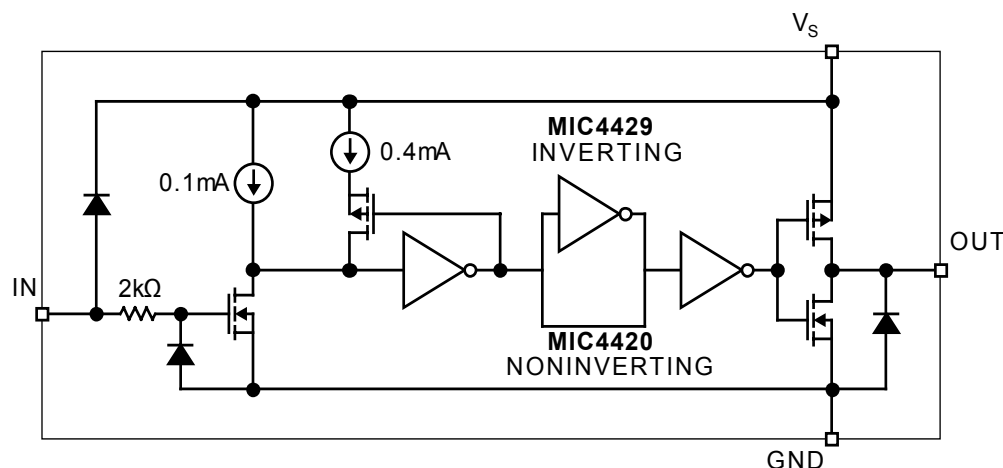 V_S
MIC4429
INVERTING
0.4mA
0.1mA
OUT
IN
2kΩ
MIC4420
NONINVERTING
GND